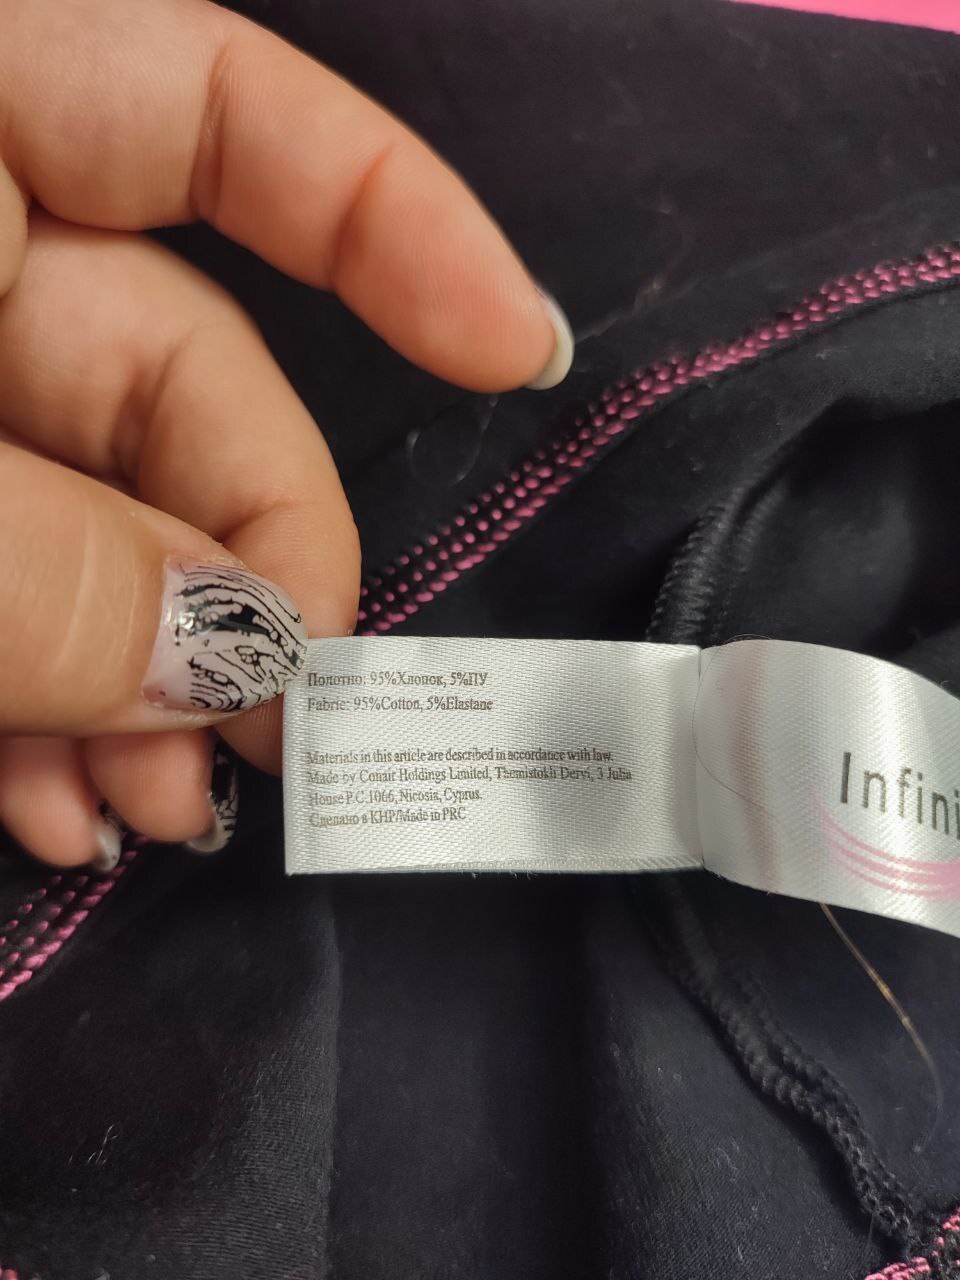 Полотно: 95%Хлопок, 5%ПУ
Fabric: 95%Cotton, 5%Elastane
Materials in this article are described in accordance with law.
Made by Conair Holdings Limited, Themistokli Dervi, 3 Julia
House P.C.1066, Nicosia, Cyprus.
Сделано в КНР/Made in PRC
Infini